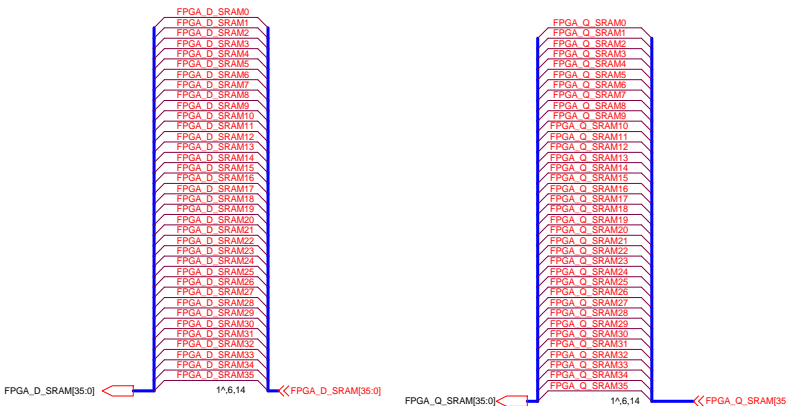 FPGA_D_SRAM0
FPGA_D_SRAM1
FPGA_D_SRAM2
FPGA_D_SRAM3
FPGA_D_SRAM4
FPGA_D_SRAM5
FPGA_D_SRAM6
FPGA_D_SRAM7
FPGA_D_SRAM8
FPGA_D_SRAM9
FPGA_D_SRAM10
FPGA_D_SRAM11
FPGA_D_SRAM12
FPGA_D_SRAM13
FPGA_D_SRAM14
FPGA_D_SRAM15
FPGA_D_SRAM16
FPGA_D_SRAM17
FPGA_D_SRAM18
FPGA_D_SRAM19
FPGA_D_SRAM20
FPGA_D_SRAM21
FPGA_D_SRAM22
FPGA_D_SRAM23
FPGA_D_SRAM24
FPGA_D_SRAM25
FPGA_D_SRAM26
FPGA_D_SRAM27
FPGA_D_SRAM28
FPGA_D_SRAM29
FPGA_D_SRAM30
FPGA_D_SRAM31
FPGA_D_SRAM32
FPGA_D_SRAM33
FPGA_D_SRAM34
FPGA_D_SRAM35
FPGA_D_SRAM[35:0]
1^,6,14
FPGA_D_SRAM[35:0]
FPGA_Q_SRAM0
FPGA_Q_SRAM1
FPGA_Q_SRAM2
FPGA_Q_SRAM3
FPGA_Q_SRAM4
FPGA_Q_SRAM5
FPGA_Q_SRAM6
FPGA_Q_SRAM7
FPGA_Q_SRAM8
FPGA_Q_SRAM9
FPGA_Q_SRAM10
FPGA_Q_SRAM11
FPGA_Q_SRAM12
FPGA_Q_SRAM13
FPGA_Q_SRAM14
FPGA_Q_SRAM15
FPGA_Q_SRAM16
FPGA_Q_SRAM17
FPGA_Q_SRAM18
FPGA_Q_SRAM19
FPGA_Q_SRAM20
FPGA_Q_SRAM21
FPGA_Q_SRAM22
FPGA_Q_SRAM23
FPGA_Q_SRAM24
FPGA_Q_SRAM25
FPGA_Q_SRAM26
FPGA_Q_SRAM27
FPGA_Q_SRAM28
FPGA_Q_SRAM29
FPGA_Q_SRAM30
FPGA_Q_SRAM31
FPGA_Q_SRAM32
FPGA_Q_SRAM33
FPGA_Q_SRAM34
FPGA_Q_SRAM35
FPGA_Q_SRAM[35:0]
1^,6,14
FPGA_Q_SRAM[35